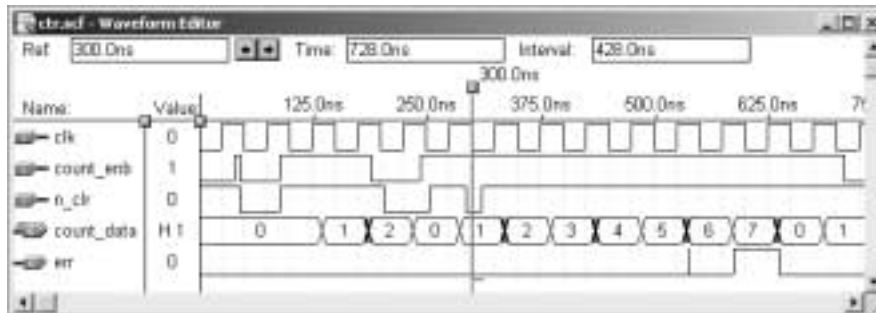 ctr.scf - Waveform Editor
Ref: 300.0ns Time: 728.0ns Interval: 428.0ns
300.0ns
Name: Value: 125.0ns 250.0ns 375.0ns 500.0ns 625.0ns
clk 0
count_enb 1
n_clr 0
count_data H 1 0 1 2 0 1 2 3 4 5 6 7 0 1
err 0